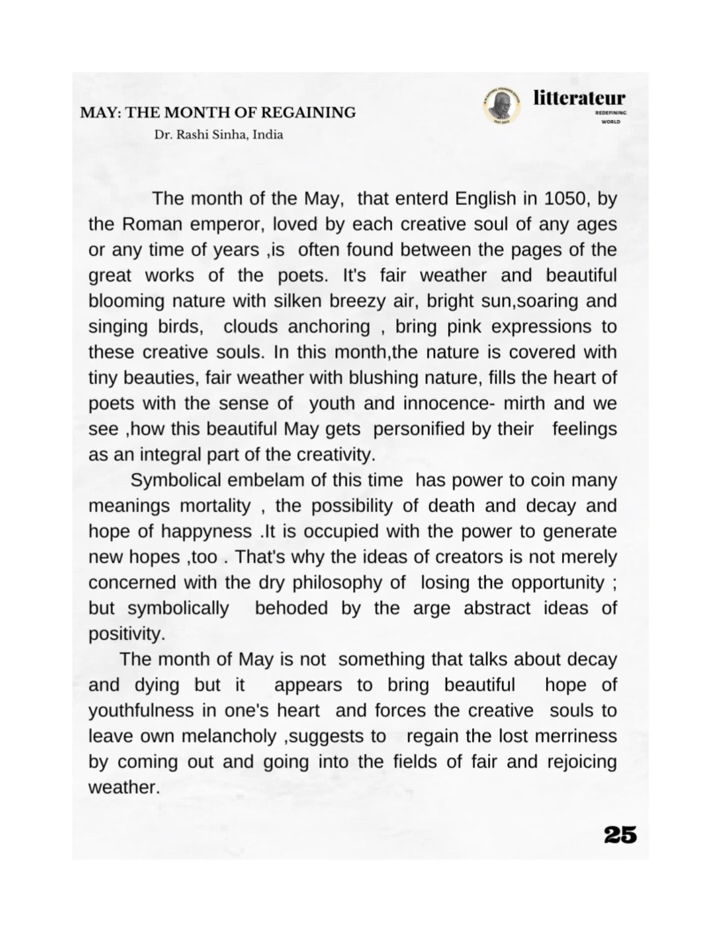 MAY: THE MONTH OF REGAINING
Dr. Rashi Sinha, India
litterateur
REDEFINING
WORLD
The month of the May, that enterd English in 1050, by
the Roman emperor, loved by each creative soul of any ages
or any time of years ,is often found between the pages of the
great works of the poets. It's fair weather and beautiful
blooming nature with silken breezy air, bright sun,soaring and
singing birds, clouds anchoring , bring pink expressions to
these creative souls. In this month,the nature is covered with
tiny beauties, fair weather with blushing nature, fills the heart of
poets with the sense of youth and innocence- mirth and we
see ,how this beautiful May gets personified by their feelings
as an integral part of the creativity.
Symbolical embelam of this time has power to coin many
meanings mortality , the possibility of death and decay and
hope of happyness .It is occupied with the power to generate
new hopes ,too . That's why the ideas of creators is not merely
concerned with the dry philosophy of losing the opportunity ;
but symbolically behoded by the arge abstract ideas of
positivity.
The month of May is not something that talks about decay
and dying but it appears to bring beautiful hope of
youthfulness in one's heart and forces the creative souls to
leave own melancholy ,suggests to regain the lost merriness
by coming out and going into the fields of fair and rejoicing
weather.
25